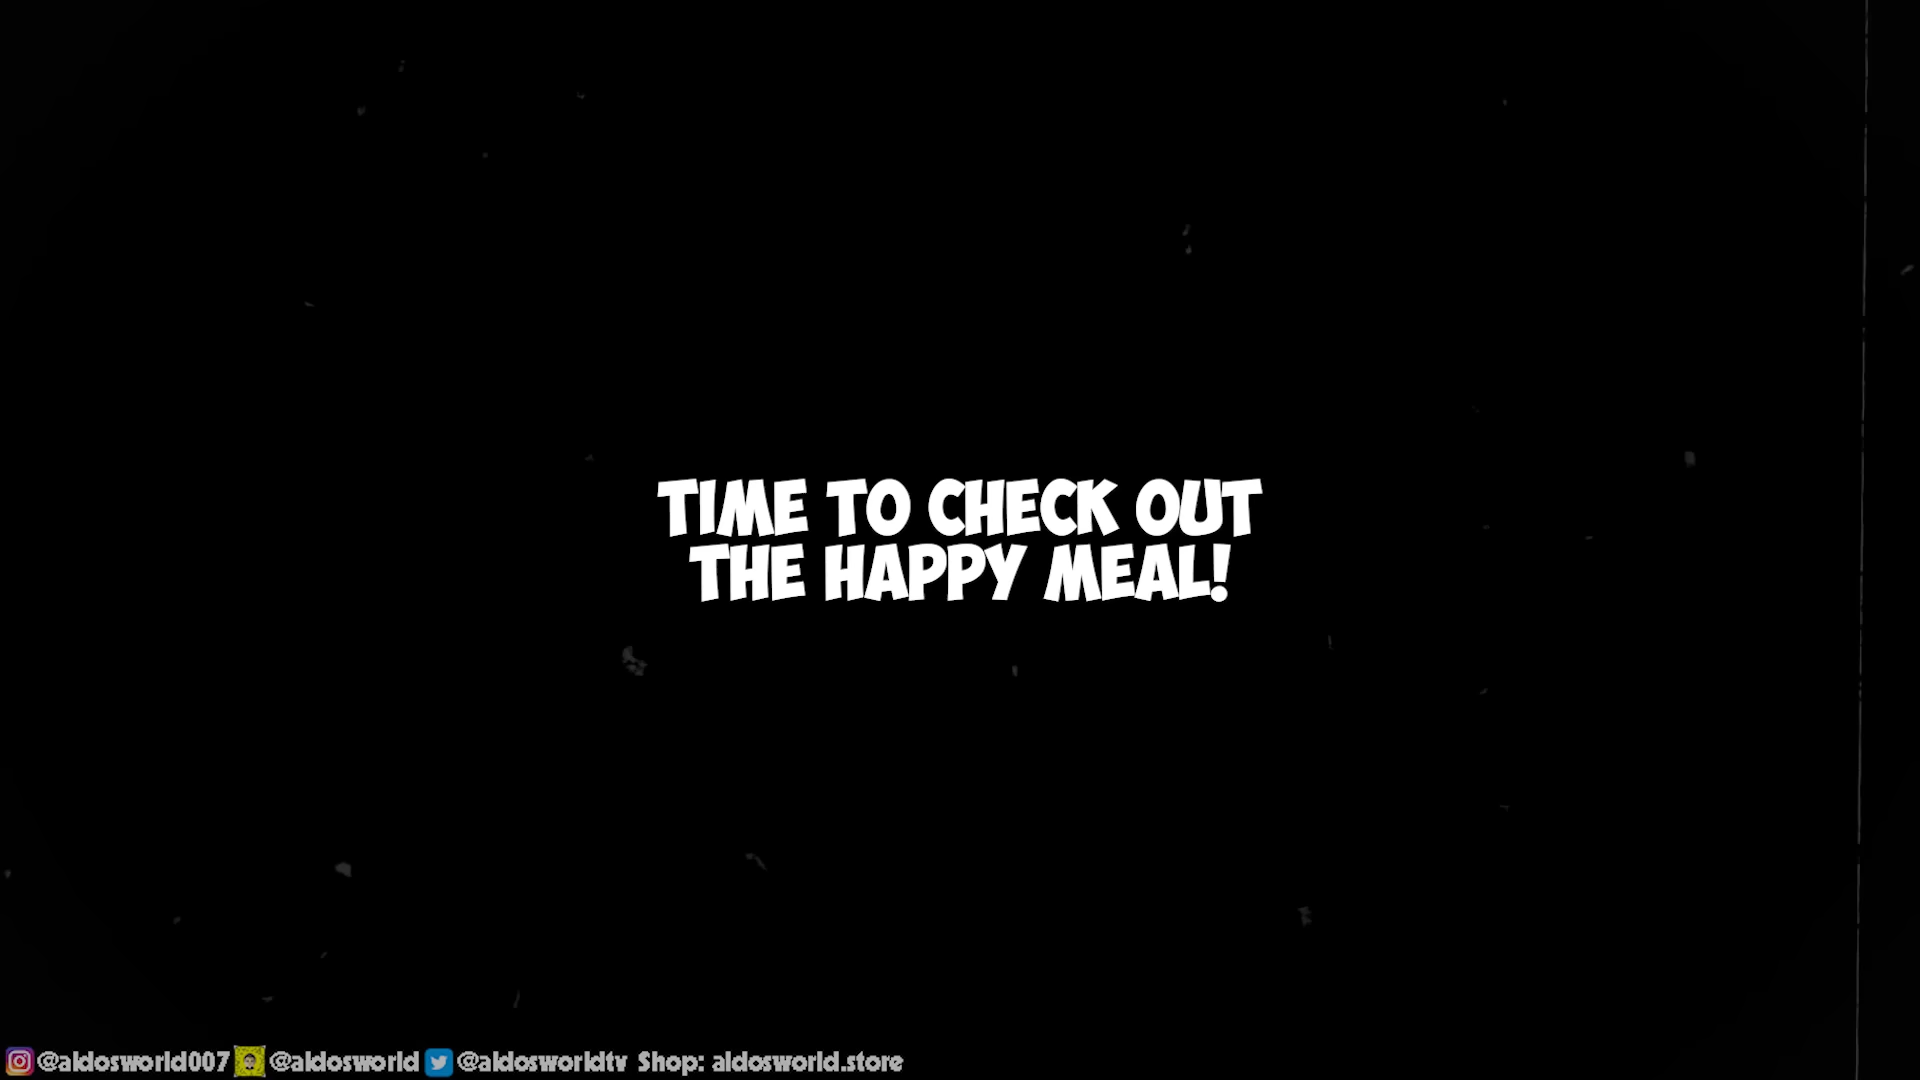 TIME TO CHECK OUT
THE HAPPY MEAL!
@aldosworld007 @aldosworld @aldosworldtv Shop: aldosworld.store